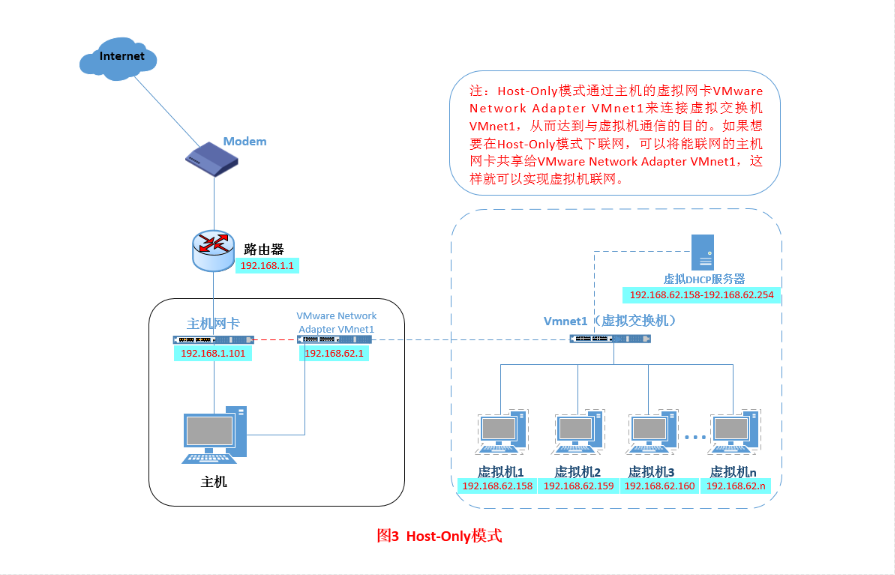 Internet
Modem
注：Host-Only模式通过主机的虚拟网卡VMware
Network Adapter VMnet1来连接虚拟交换机
VMnet1，从而达到与虚拟机通信的目的。如果想
要在Host-Only模式下联网，可以将能联网的主机
网卡共享给VMware Network Adapter VMnet1，这
样就可以实现虚拟机联网。
路由器
192.168.1.1
虚拟DHCP服务器
192.168.62.158-192.168.62.254
主机网卡
192.168.1.101
VMware Network
Adapter VMnet1
192.168.62.1
Vmnet1（虚拟交换机）
主机
虚拟机1
192.168.62.158
虚拟机2
192.168.62.159
虚拟机3
192.168.62.160
虚拟机n
192.168.62.n
图3 Host-Only模式